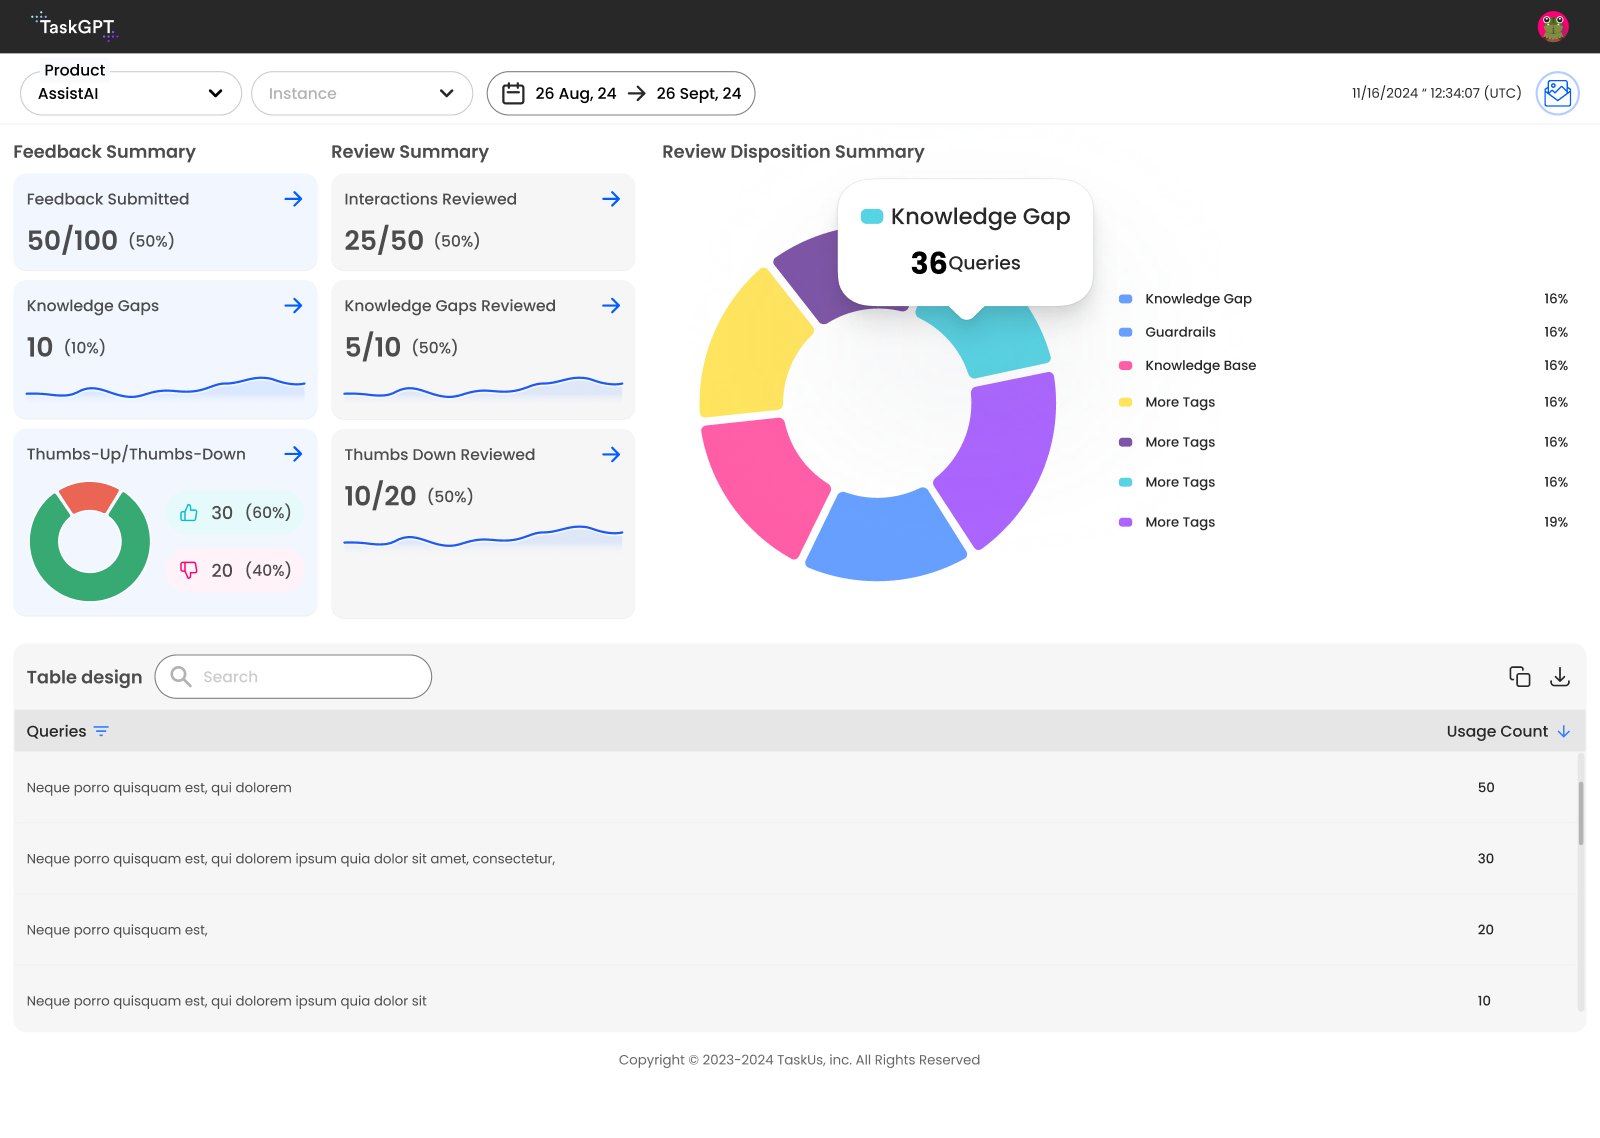 TaskGPT
Product
AssistAI
Instance
26 Aug, 24 → 26 Sept, 24
11/16/2024 “ 12:34:07 (UTC)
Feedback Summary
Feedback Submitted
50/100 (50%)
Knowledge Gaps
10 (10%)
Thumbs-Up/Thumbs-Down
30 (60%)
20 (40%)
Review Summary
Interactions Reviewed
25/50 (50%)
Knowledge Gaps Reviewed
5/10 (50%)
Thumbs Down Reviewed
10/20 (50%)
Review Disposition Summary
Knowledge Gap
36 Queries
Knowledge Gap 16%
Guardrails 16%
Knowledge Base 16%
More Tags 16%
More Tags 16%
More Tags 16%
More Tags 19%
Table design
Search
Queries Usage Count
Neque porro quisquam est, qui dolorem 50
Neque porro quisquam est, qui dolorem ipsum quia dolor sit amet, consectetur, 30
Neque porro quisquam est, 20
Neque porro quisquam est, qui dolorem ipsum quia dolor sit 10
Copyright © 2023-2024 TaskUs, inc. All Rights Reserved